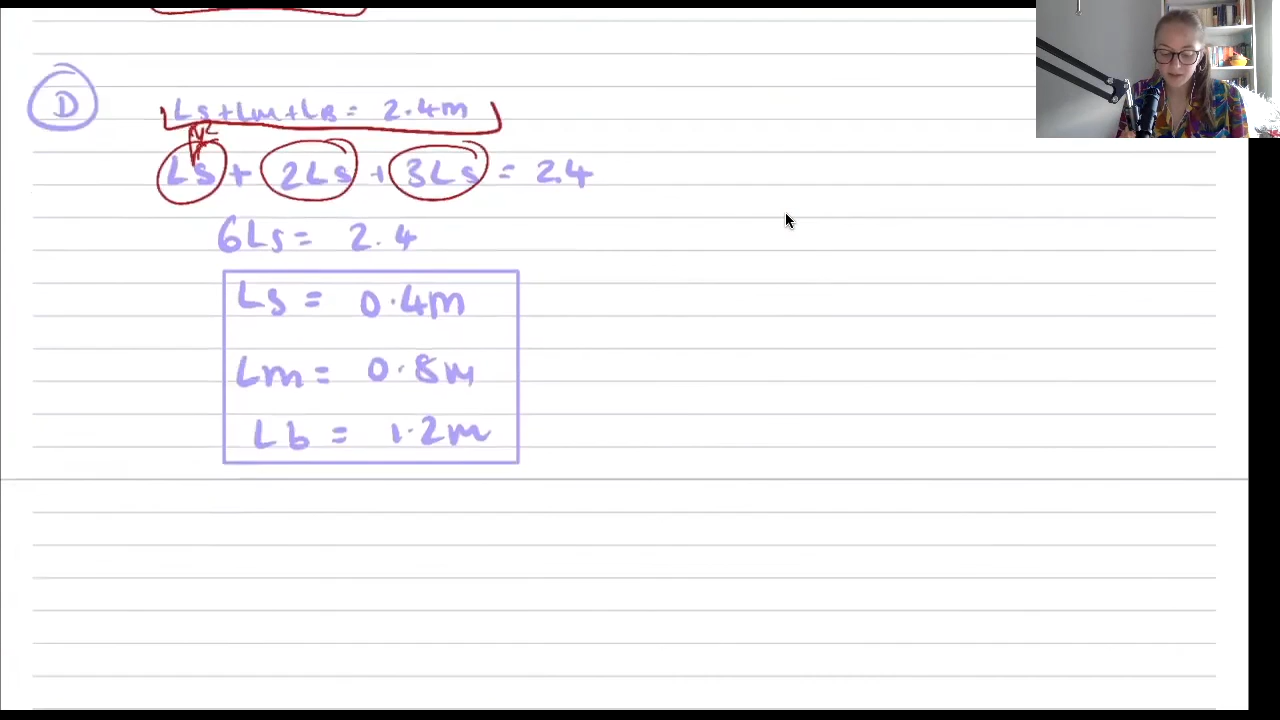 D
Ls+Lm+LB = 2.4m
Ls + 2Ls + 3Ls = 2.4
6Ls = 2.4
Ls = 0.4m
Lm = 0.8m
Lb = 1.2m